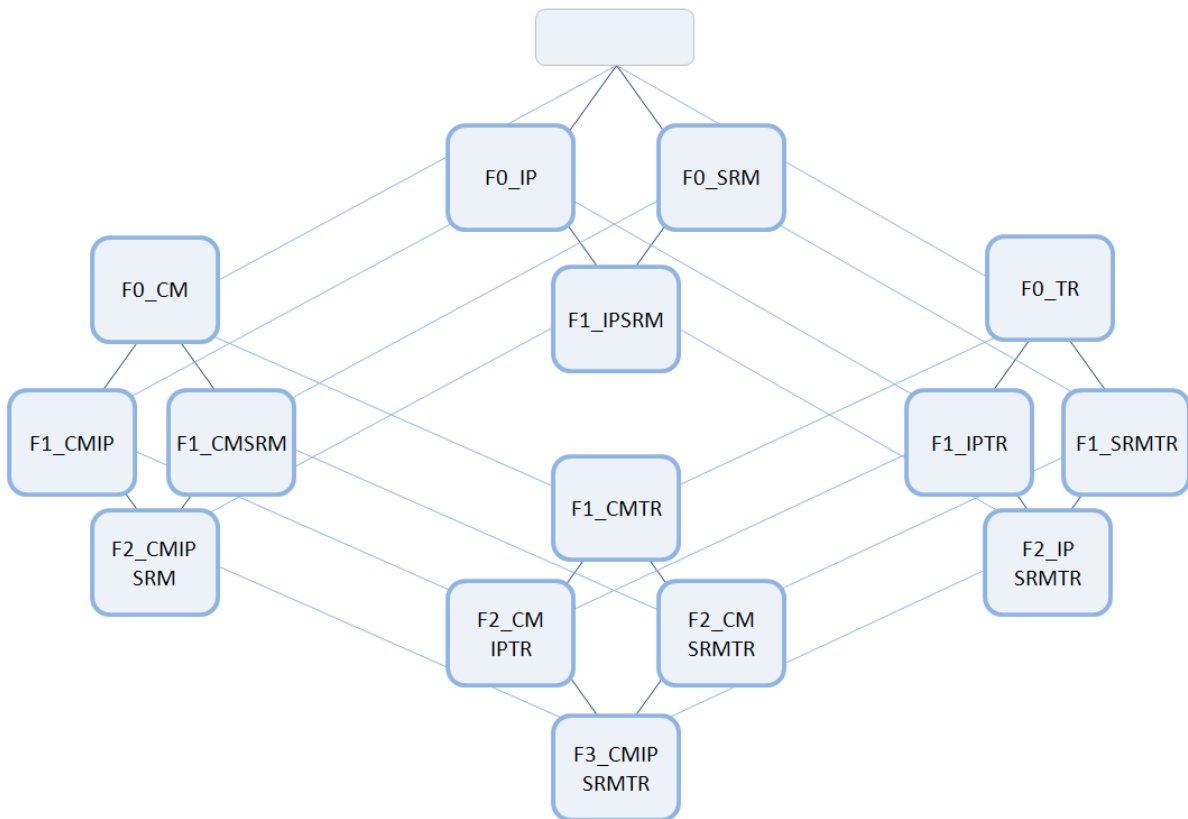 F0_IP
F0_SRM
F0_CM
F0_TR
F1_IPSRM
F1_CMIP
F1_CMSRM
F1_IPTR
F1_SRMTR
F1_CMTR
F2_CMIP
SRM
F2_IP
SRMTR
F2_CM
IPTR
F2_CM
SRMTR
F3_CMIP
SRMTR